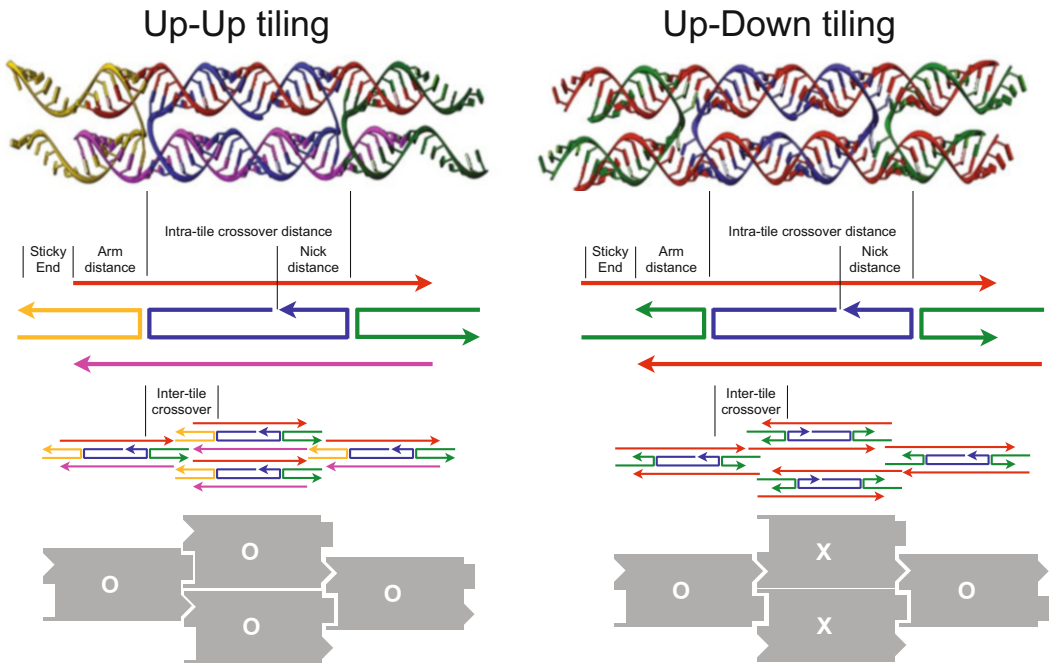 Up-Up tiling
Up-Down tiling
Intra-tile crossover distance
Sticky
End
Arm
distance
Nick
distance
Intra-tile crossover distance
Sticky
End
Arm
distance
Nick
distance
Inter-tile
crossover
Inter-tile
crossover
O
O
O
O
X
O
O
X